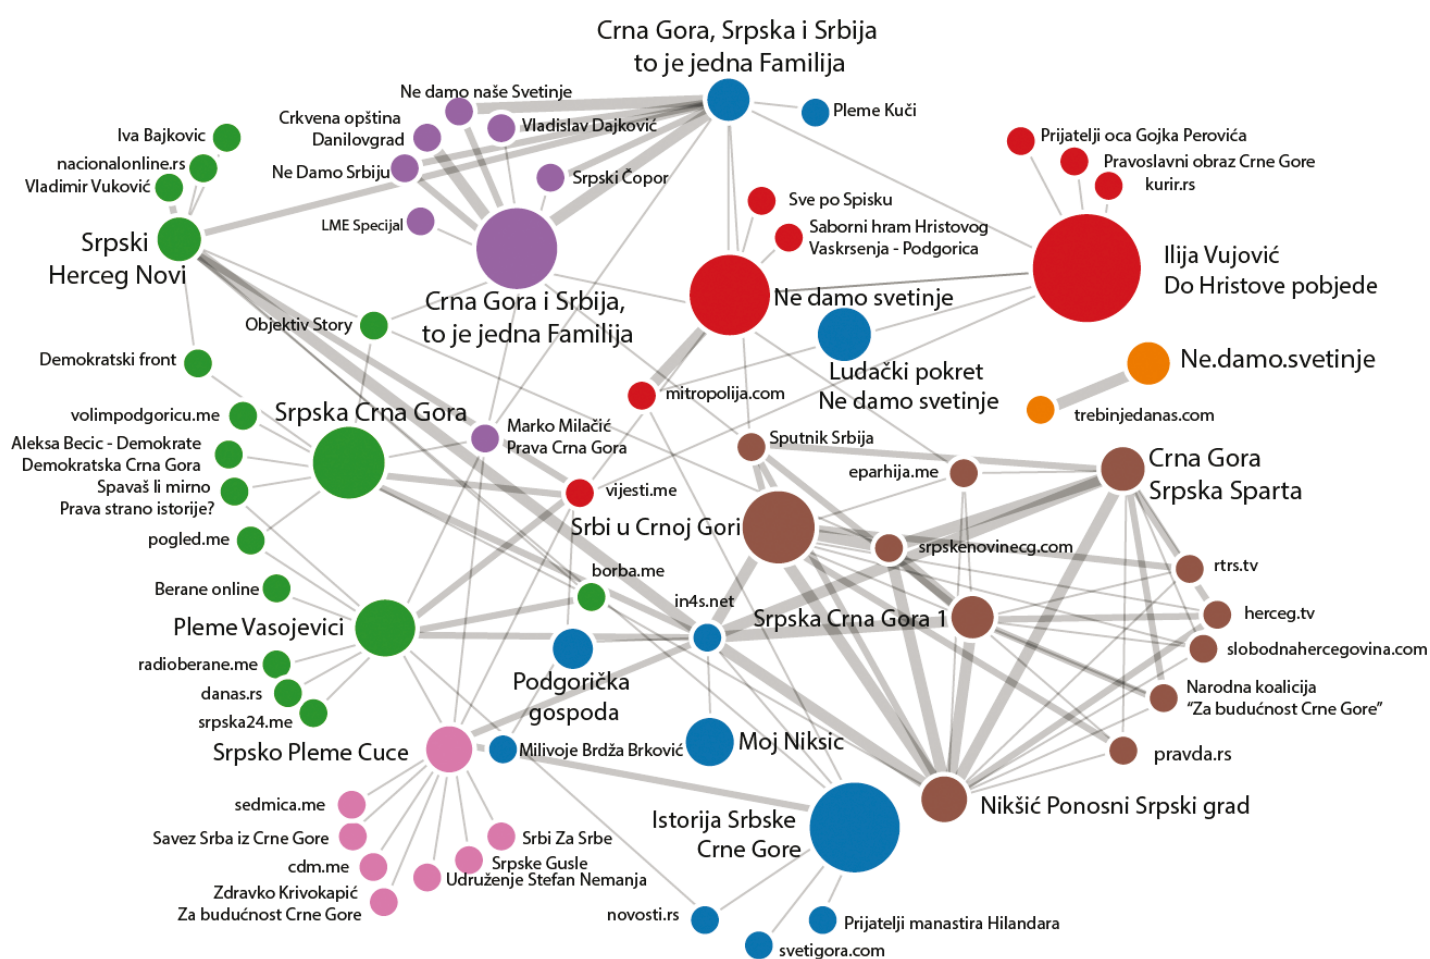 Crna Gora, Srpska i Srbija
to je jedna Familija
Ne damo naše Svetinje
Crkvena opština
Danilovgrad
Vladislav Dajković
Pleme Kuči
Iva Bajkovic
nacionalonline.rs
Vladimir Vuković
Ne Damo Srbiju
Srpski Čopor
LME Specijal
Prijatelji oca Gojka Perovića
Pravoslavni obraz Crne Gore
kurir.rs
Sve po Spisku
Saborni hram Hristovog
Vaskrsenja - Podgorica
Srpski
Herceg Novi
Ilija Vujović
Do Hristove pobjede
Crna Gora i Srbija,
to je jedna Familija
Ne damo svetinje
Objektiv Story
Demokratski front
Ludački pokret
Ne damo svetinje
Ne.damo.svetinje
trebinjedanas.com
mitropolija.com
volimpodgoricu.me
Srpska Crna Gora
Marko Milačić
Prava Crna Gora
Sputnik Srbija
Aleksa Becic - Demokrate
Demokratska Crna Gora
eparhija.me
Crna Gora
Srpska Sparta
Spavaš li mirno
Prava strano istorije?
vijesti.me
Srbi u Crnoj Gori
pogled.me
srpskenovinecg.com
rtrs.tv
borba.me
Berane online
in4s.net
herceg.tv
Pleme Vasojevici
Srpska Crna Gora 1
slobodnahercegovina.com
radioberane.me
danas.rs
srpska24.me
Podgorička
gospoda
Narodna koalicija
“Za budućnost Crne Gore”
Srpsko Pleme Cuce
Milivoje Brdža Brković
Moj Niksic
pravda.rs
sedmica.me
Savez Srba iz Crne Gore
cdm.me
Zdravko Krivokapić
Za budućnost Crne Gore
Srbi Za Srbe
Srpske Gusle
Udruženje Stefan Nemanja
Istorija Srbske
Crne Gore
Nikšić Ponosni Srpski grad
novosti.rs
Prijatelji manastira Hilandara
svetigora.com